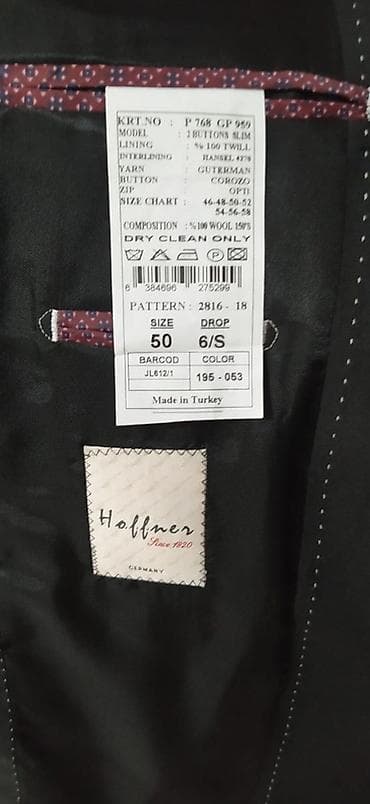 KRT.NO : P 768 GP 959
MODEL : 2 BUTTONS SLIM
LINING : % 100 TWILL
INTERLINING : HANSEL 4278
YARN : GUTERMAN
BUTTON : COROZO
ZIP : OPTI
SIZE CHART : 46-48-50-52
54-56-58
COMPOSITION : %100 WOOL 150'S
DRY CLEAN ONLY
6 384696 275299
PATTERN : 2816 - 18
SIZE DROP
50 6/S
BARCOD COLOR
JL612/1 195 - 053
Made in Turkey
Hoffner
Since 1920
GERMANY